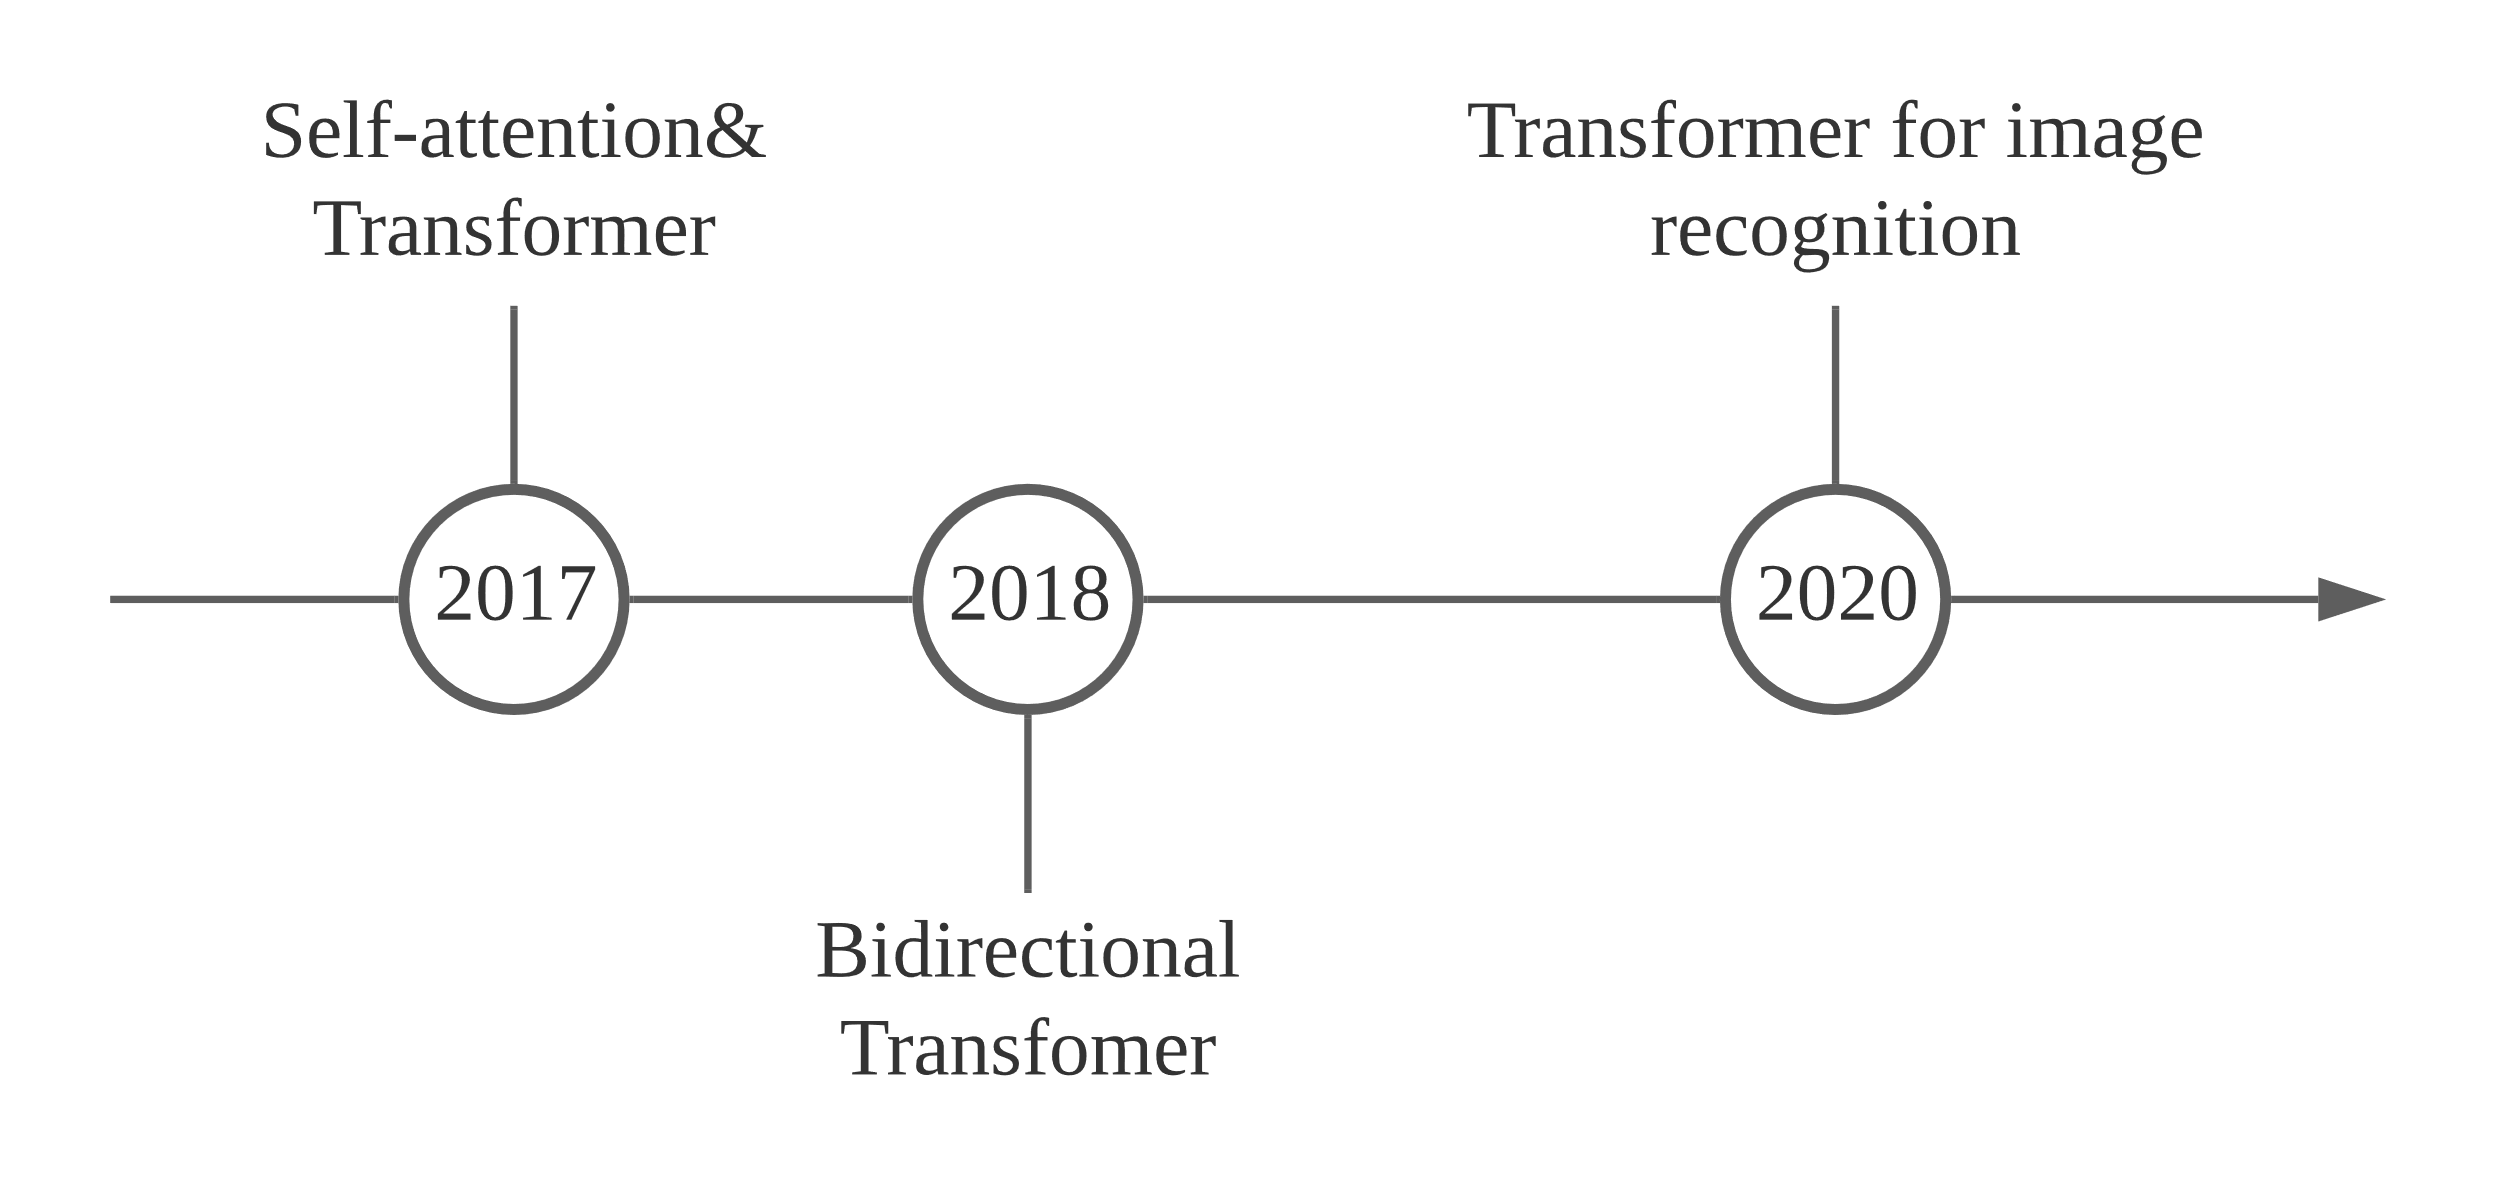 Self-attention&
Transformer
Transformer for image
recognition
2017
2018
2020
Bidirectional
Transfomer